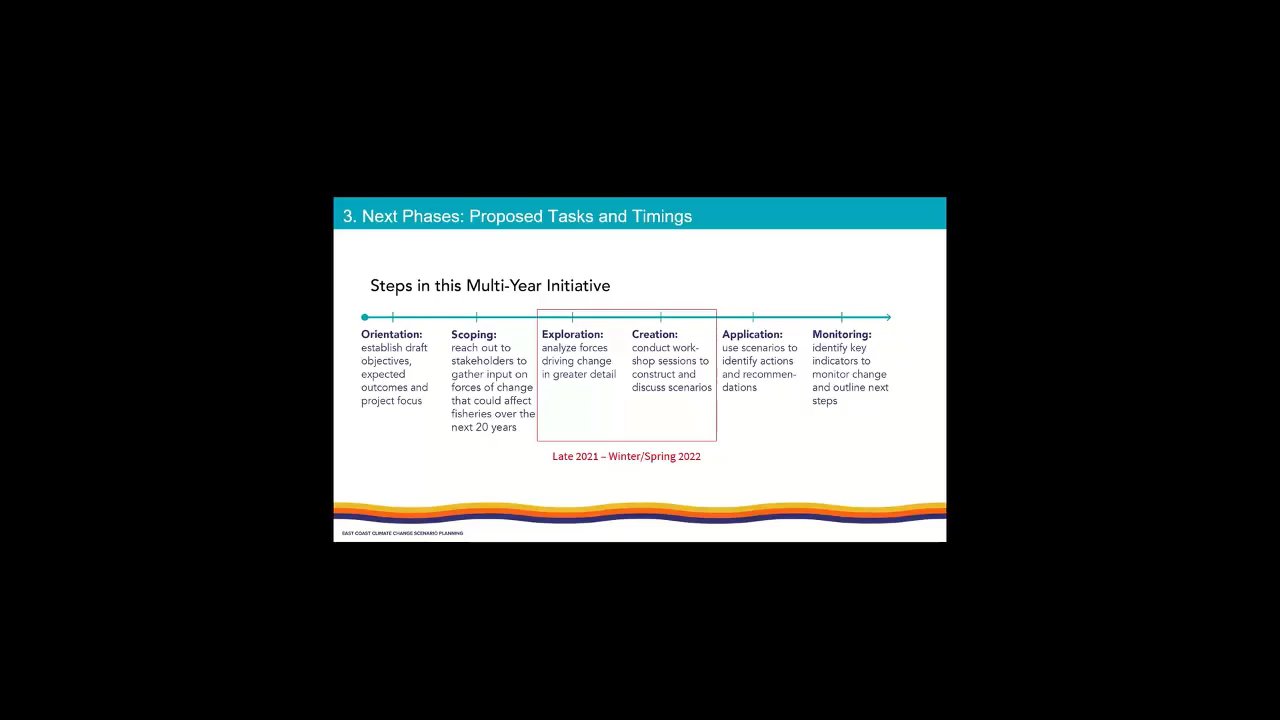 3. Next Phases: Proposed Tasks and Timings
Steps in this Multi-Year Initiative
Orientation:
establish draft
objectives,
expected
outcomes and
project focus
Scoping:
reach out to
stakeholders to
gather input on
forces of change
that could affect
fisheries over the
next 20 years
Exploration:
analyze forces
driving change
in greater detail
Creation:
conduct work-
shop sessions to
construct and
discuss scenarios
Application:
use scenarios to
identify actions
and recommen-
dations
Monitoring:
identify key
indicators to
monitor change
and outline next
steps
Late 2021 – Winter/Spring 2022
EAST COAST CLIMATE CHANGE SCENARIO PLANNING